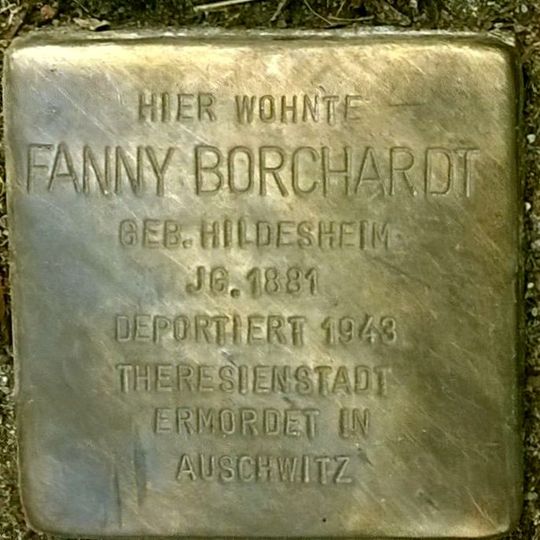 HIER WOHNTE
FANNY BORCHARDT
GEB. HILDESHEIM
JG. 1881
DEPORTIERT 1943
THERESIENSTADT
ERMORDET IN
AUSCHWITZ